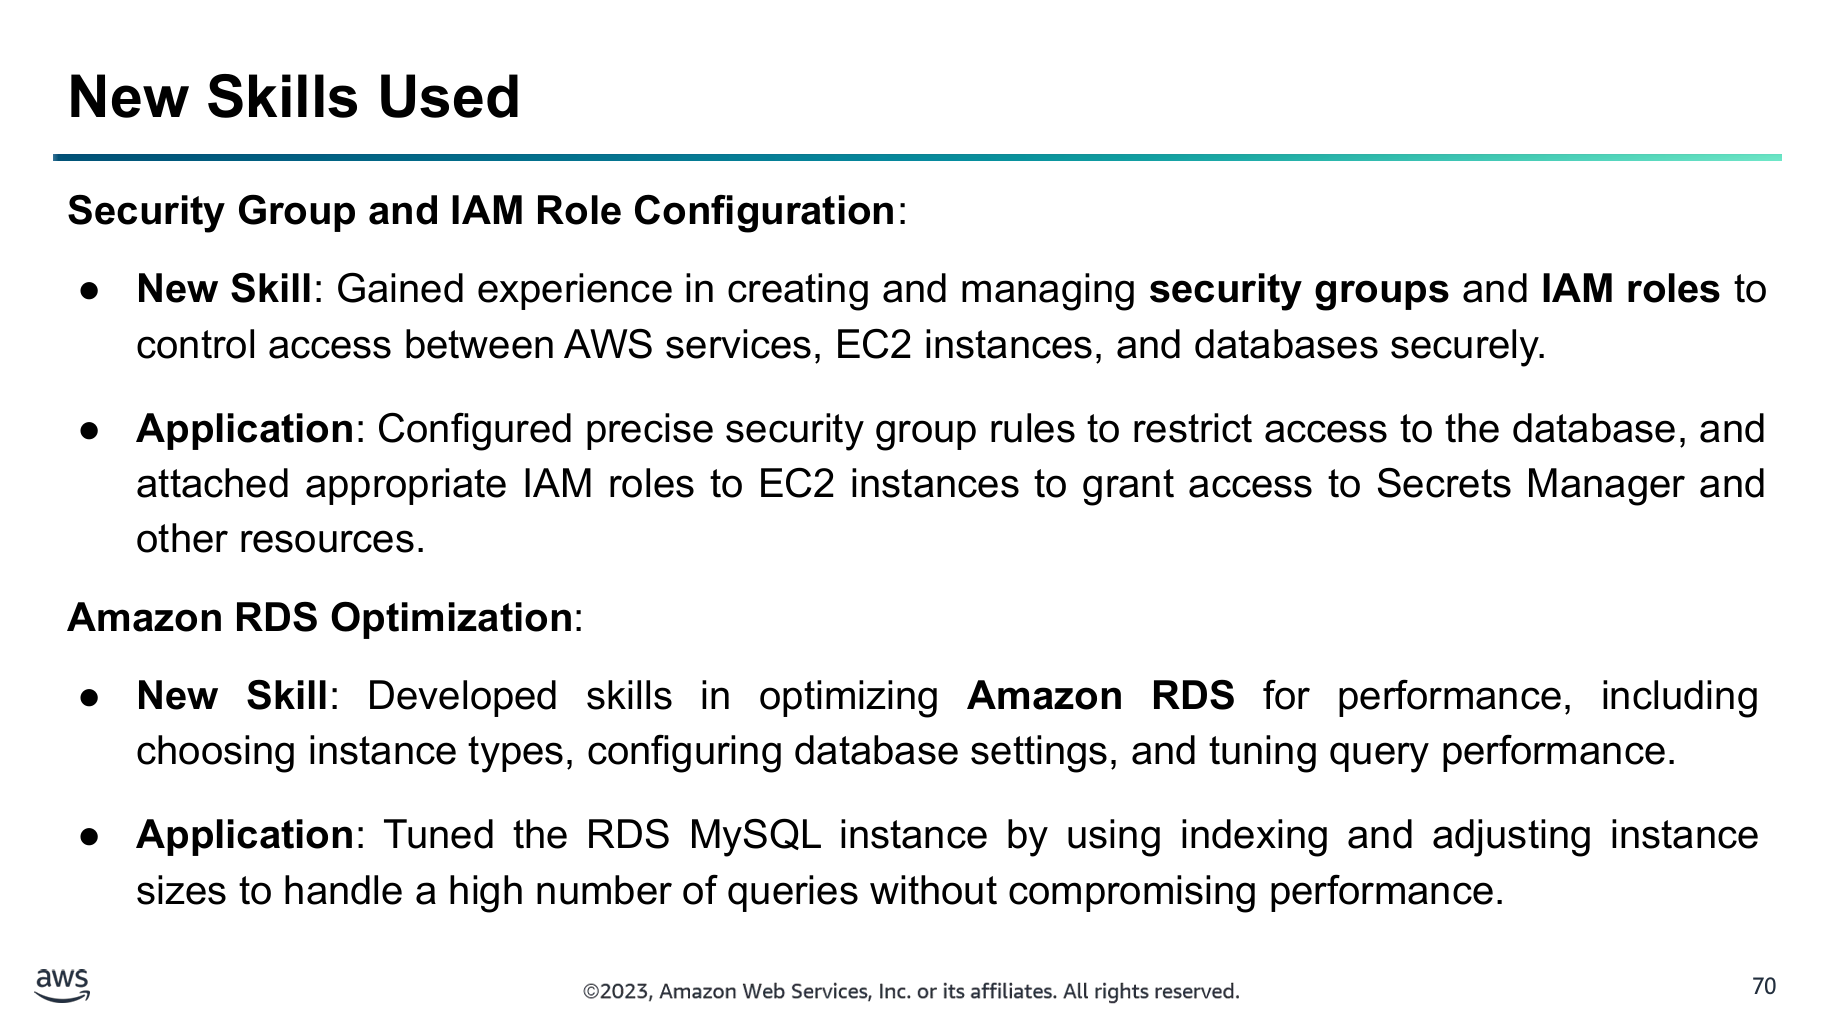 New Skills Used
Security Group and IAM Role Configuration:
● New Skill: Gained experience in creating and managing security groups and IAM roles to
control access between AWS services, EC2 instances, and databases securely.
● Application: Configured precise security group rules to restrict access to the database, and
attached appropriate IAM roles to EC2 instances to grant access to Secrets Manager and
other resources.
Amazon RDS Optimization:
● New Skill: Developed skills in optimizing Amazon RDS for performance, including
choosing instance types, configuring database settings, and tuning query performance.
● Application: Tuned the RDS MySQL instance by using indexing and adjusting instance
sizes to handle a high number of queries without compromising performance.
aws
©2023, Amazon Web Services, Inc. or its affiliates. All rights reserved.
70